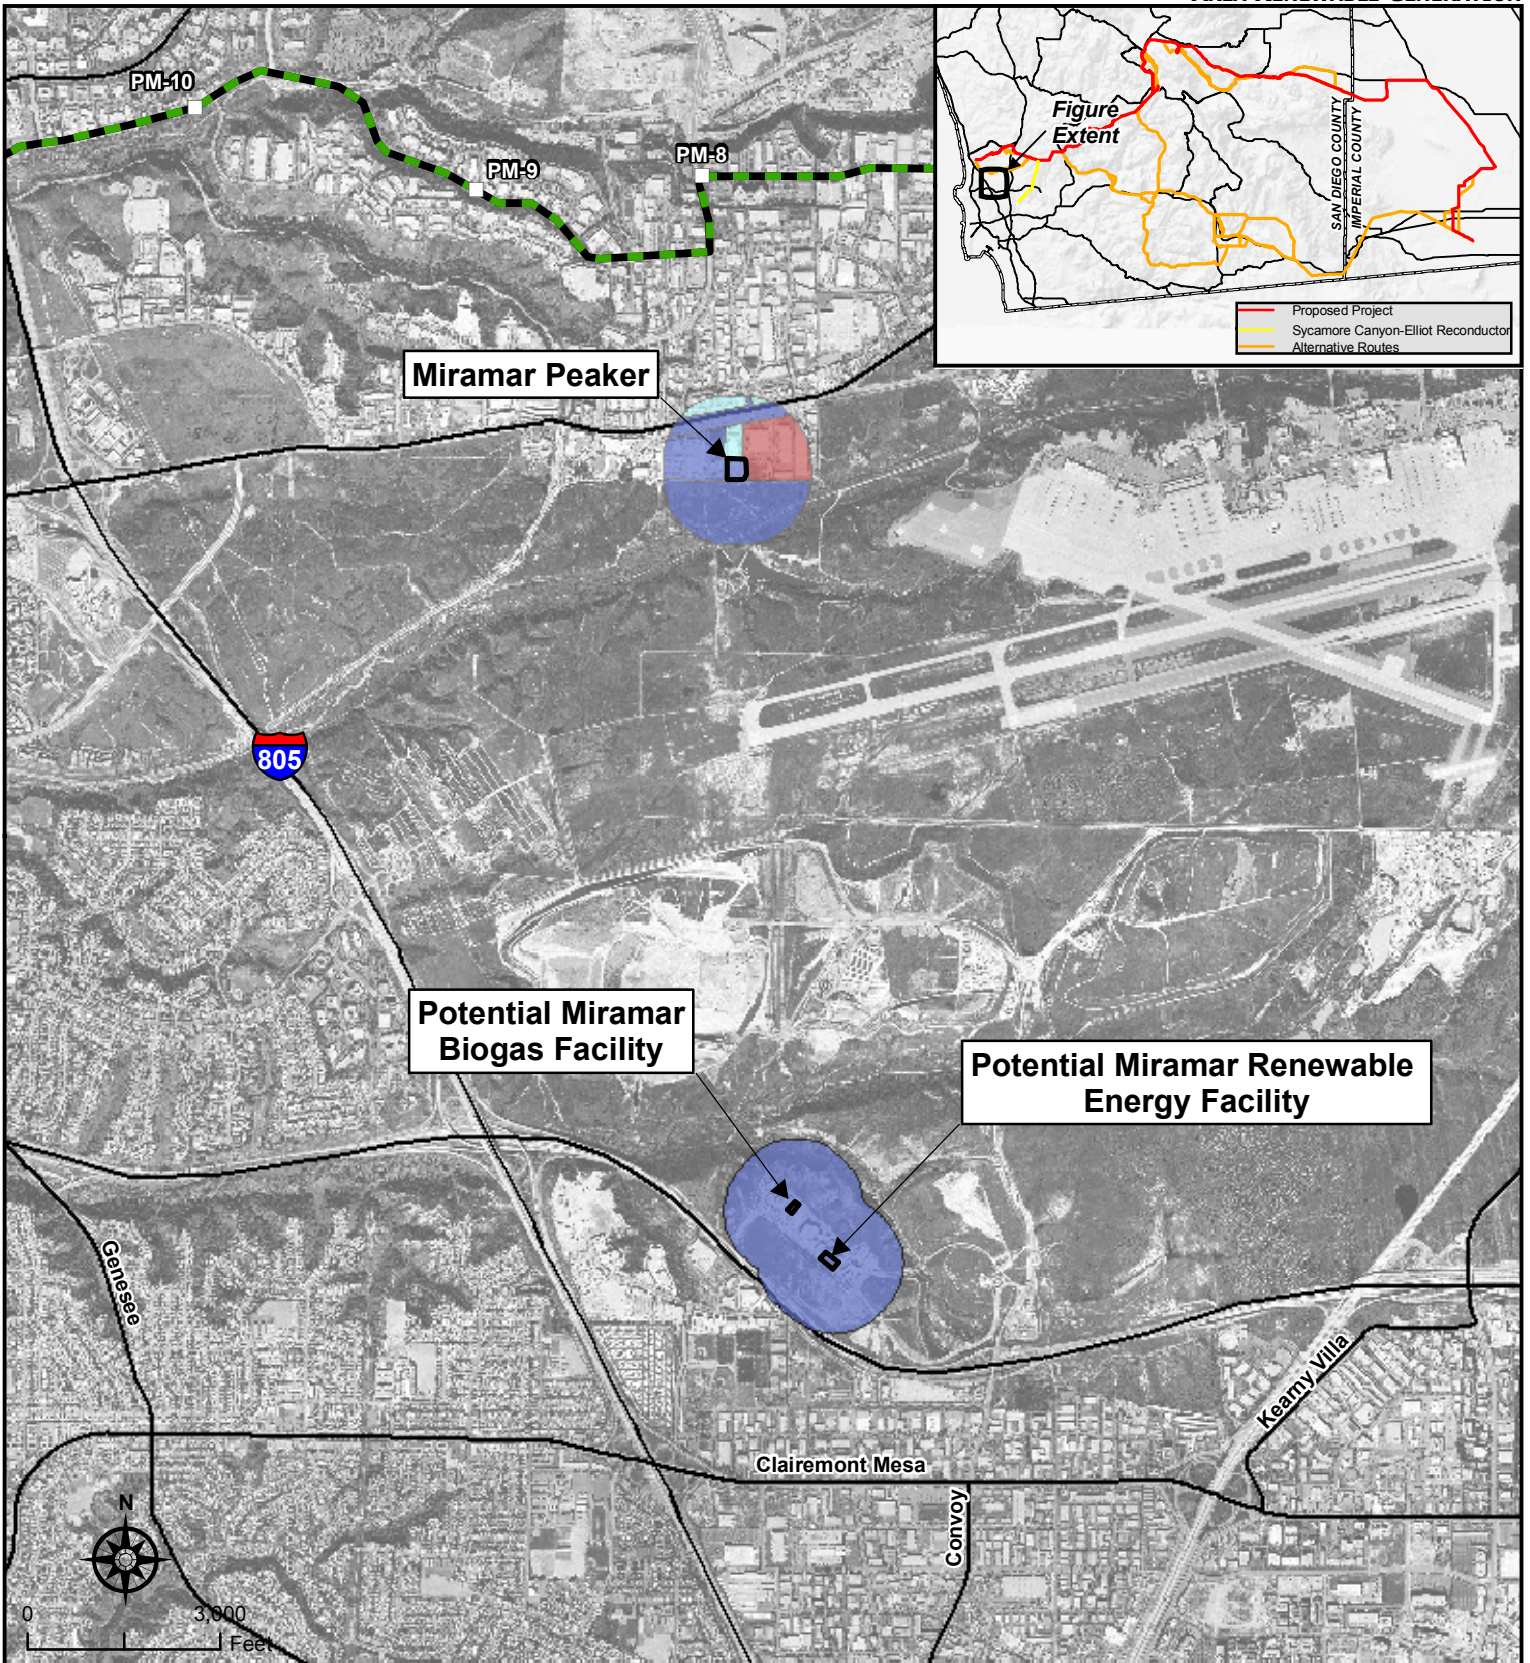 PM-10
PM-9
PM-8
Figure
Extent
SAN DIEGO COUNTY
IMPERIAL COUNTY
Proposed Project
Sycamore Canyon-Elliot Reconductor
Alternative Routes
Miramar Peaker
805
Potential Miramar
Biogas Facility
Potential Miramar Renewable
Energy Facility
Genesee
Kearny Villa
Clairemont Mesa
Convoy
N
0
3,000
Feet